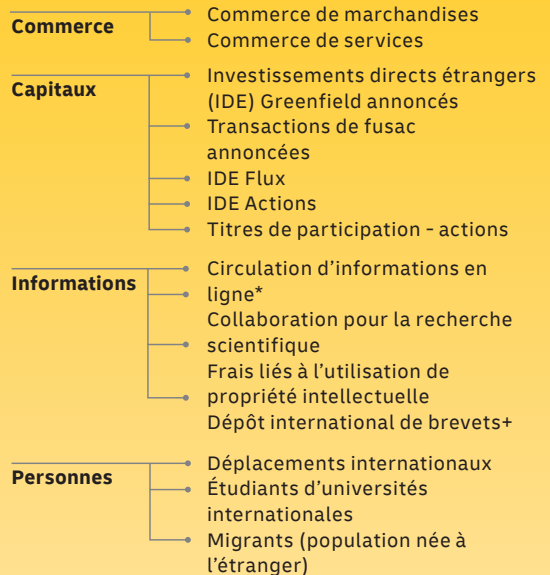 Commerce
Commerce de marchandises
Commerce de services
Capitaux
Investissements directs étrangers
(IDE) Greenfield annoncés
Transactions de fusac
annoncées
IDE Flux
IDE Actions
Titres de participation - actions
Informations
Circulation d’informations en
ligne*
Collaboration pour la recherche
scientifique
Frais liés à l’utilisation de
propriété intellectuelle
Dépôt international de brevets+
Personnes
Déplacements internationaux
Étudiants d’universités
internationales
Migrants (population née à
l’étranger)